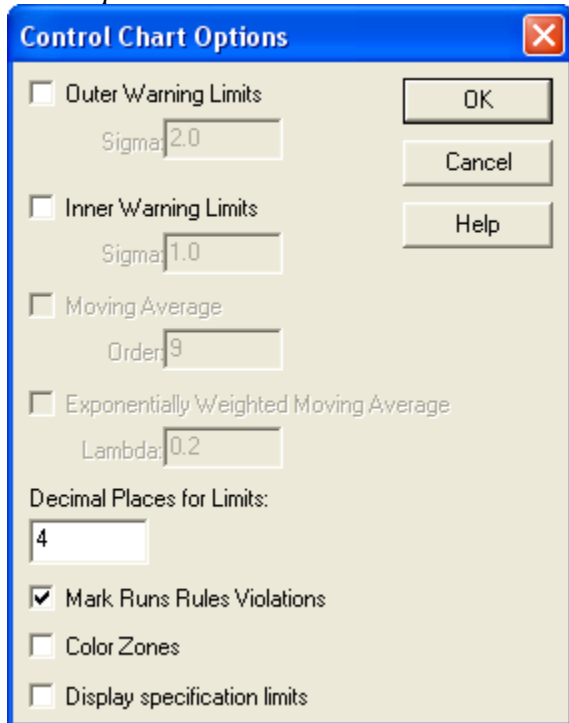 Control Chart Options
Outer Warning Limits
OK
Sigma: 2.0
Cancel
Inner Warning Limits
Help
Sigma: 1.0
Moving Average
Order: 9
Exponentially Weighted Moving Average
Lambda: 0.2
Decimal Places for Limits:
4
Mark Runs Rules Violations
Color Zones
Display specification limits